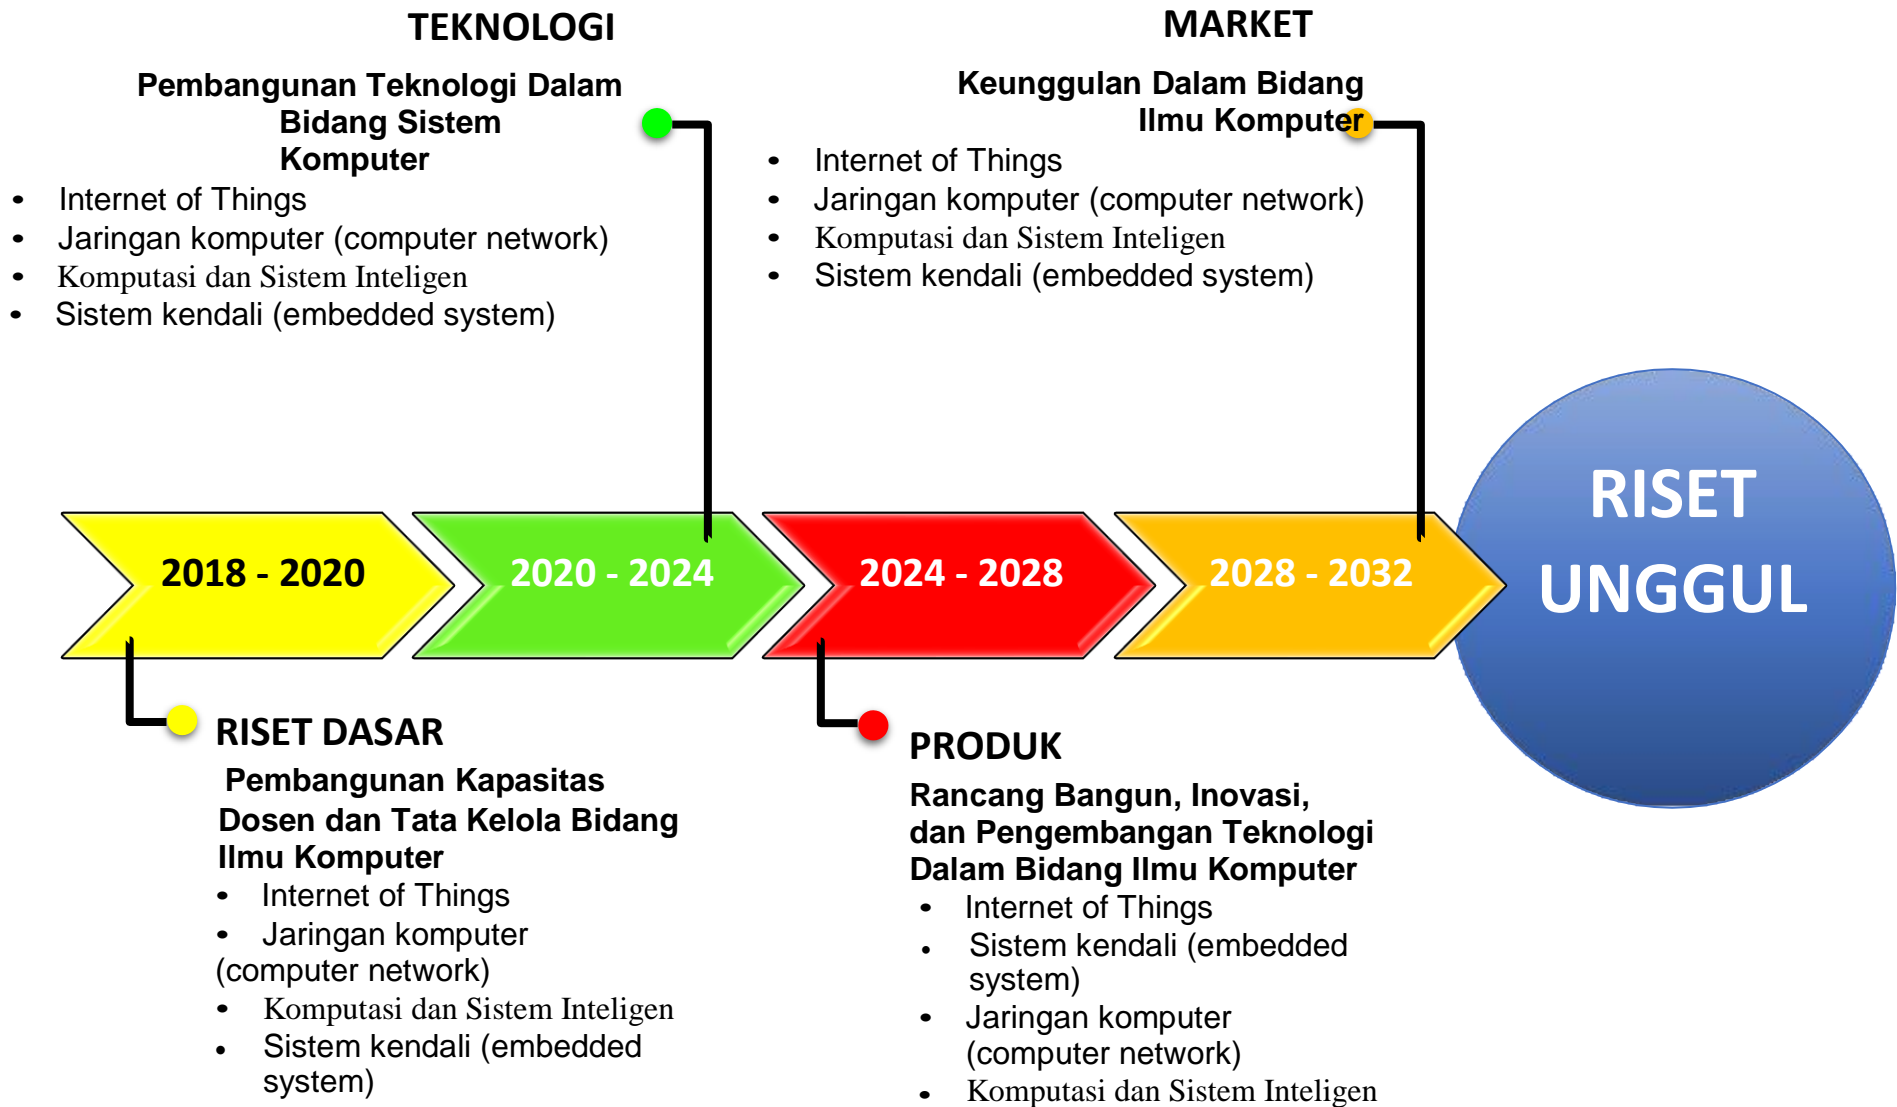 TEKNOLOGI
Pembangunan Teknologi Dalam
Bidang Sistem
Komputer
• Internet of Things
• Jaringan komputer (computer network)
• Komputasi dan Sistem Inteligen
• Sistem kendali (embedded system)
MARKET
Keunggulan Dalam Bidang
Ilmu Komputer
• Internet of Things
• Jaringan komputer (computer network)
• Komputasi dan Sistem Inteligen
• Sistem kendali (embedded system)
2018 - 2020
2020 - 2024
2024 - 2028
2028 - 2032
RISET
UNGGUL
RISET DASAR
Pembangunan Kapasitas
Dosen dan Tata Kelola Bidang
Ilmu Komputer
• Internet of Things
• Jaringan komputer
(computer network)
• Komputasi dan Sistem Inteligen
• Sistem kendali (embedded
system)
PRODUK
Rancang Bangun, Inovasi,
dan Pengembangan Teknologi
Dalam Bidang Ilmu Komputer
• Internet of Things
• Sistem kendali (embedded
system)
• Jaringan komputer
(computer network)
• Komputasi dan Sistem Inteligen